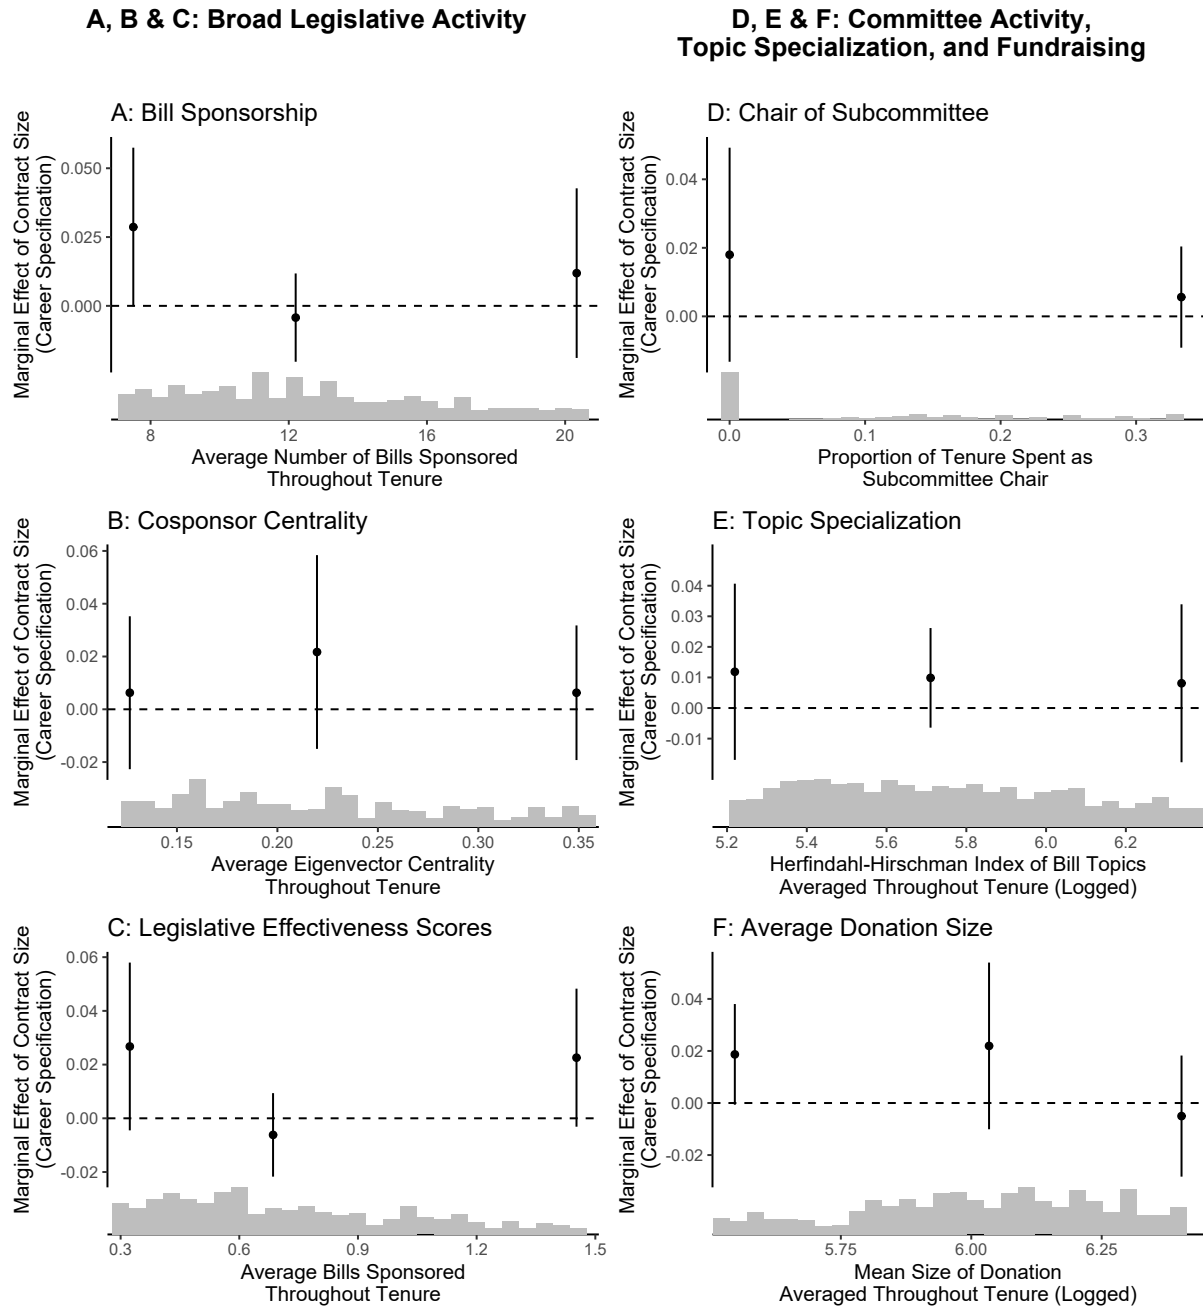 A, B & C: Broad Legislative Activity
D, E & F: Committee Activity,
Topic Specialization, and Fundraising
A: Bill Sponsorship
Marginal Effect of Contract Size
(Career Specification)
0.050
0.025
0.000
8
12
16
20
Average Number of Bills Sponsored
Throughout Tenure
D: Chair of Subcommittee
Marginal Effect of Contract Size
(Career Specification)
0.04
0.02
0.00
0.0
0.1
0.2
0.3
Proportion of Tenure Spent as
Subcommittee Chair
B: Cosponsor Centrality
Marginal Effect of Contract Size
(Career Specification)
0.06
0.04
0.02
0.00
-0.02
0.15
0.20
0.25
0.30
0.35
Average Eigenvector Centrality
Throughout Tenure
E: Topic Specialization
Marginal Effect of Contract Size
(Career Specification)
0.04
0.03
0.02
0.01
0.00
-0.01
5.2
5.4
5.6
5.8
6.0
6.2
Herfindahl-Hirschman Index of Bill Topics
Averaged Throughout Tenure (Logged)
C: Legislative Effectiveness Scores
Marginal Effect of Contract Size
(Career Specification)
0.06
0.04
0.02
0.00
-0.02
0.3
0.6
0.9
1.2
1.5
Average Bills Sponsored
Throughout Tenure
F: Average Donation Size
Marginal Effect of Contract Size
(Career Specification)
0.04
0.02
0.00
-0.02
5.75
6.00
6.25
Mean Size of Donation
Averaged Throughout Tenure (Logged)